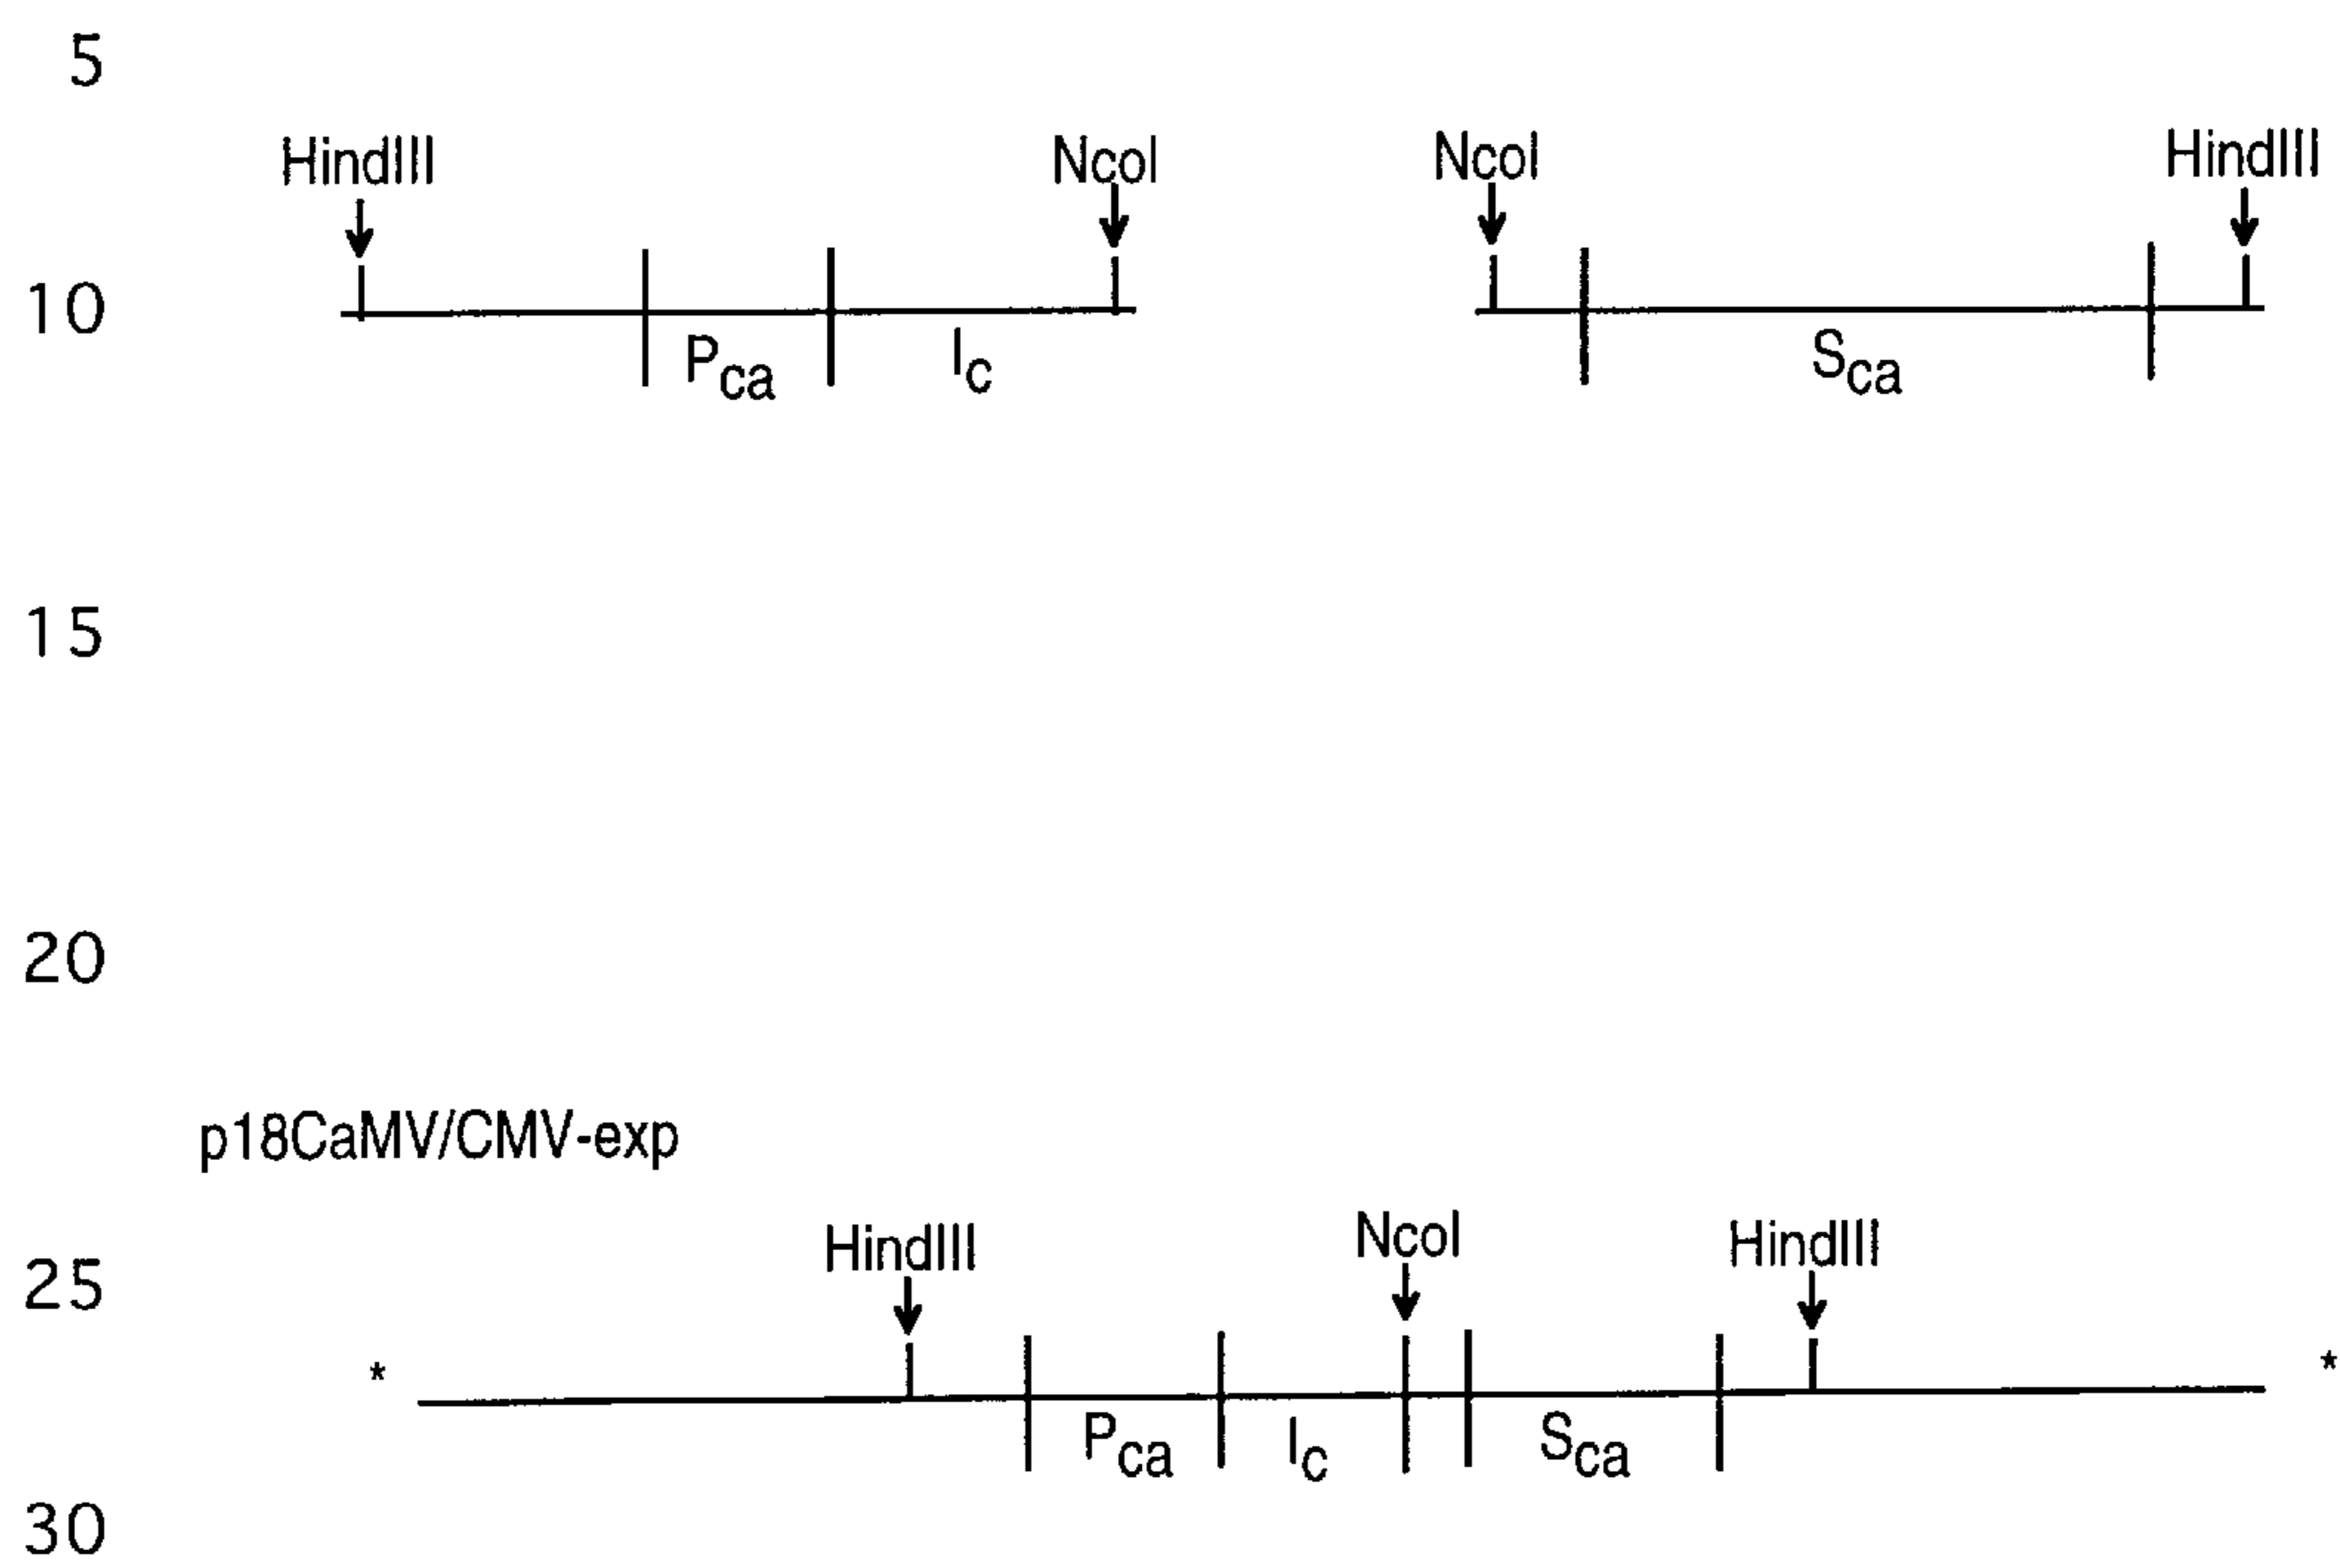 5
HindIII NcoI NcoI HindIII
10
Pca Ic Sca
15
20
p18CaMV/CMV-exp
HindIII NcoI HindIII
25
* *
Pca Ic Sca
30